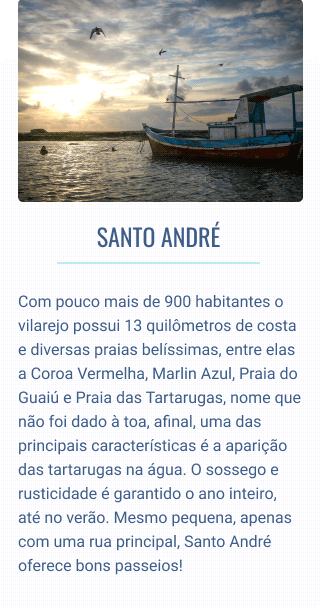 SANTO ANDRÉ
Com pouco mais de 900 habitantes o
vilarejo possui 13 quilômetros de costa
e diversas praias belíssimas, entre elas
a Coroa Vermelha, Marlin Azul, Praia do
Guaiú e Praia das Tartarugas, nome que
não foi dado à toa, afinal, uma das
principais características é a aparição
das tartarugas na água. O sossego e
rusticidade é garantido o ano inteiro,
até no verão. Mesmo pequena, apenas
com uma rua principal, Santo André
oferece bons passeios!